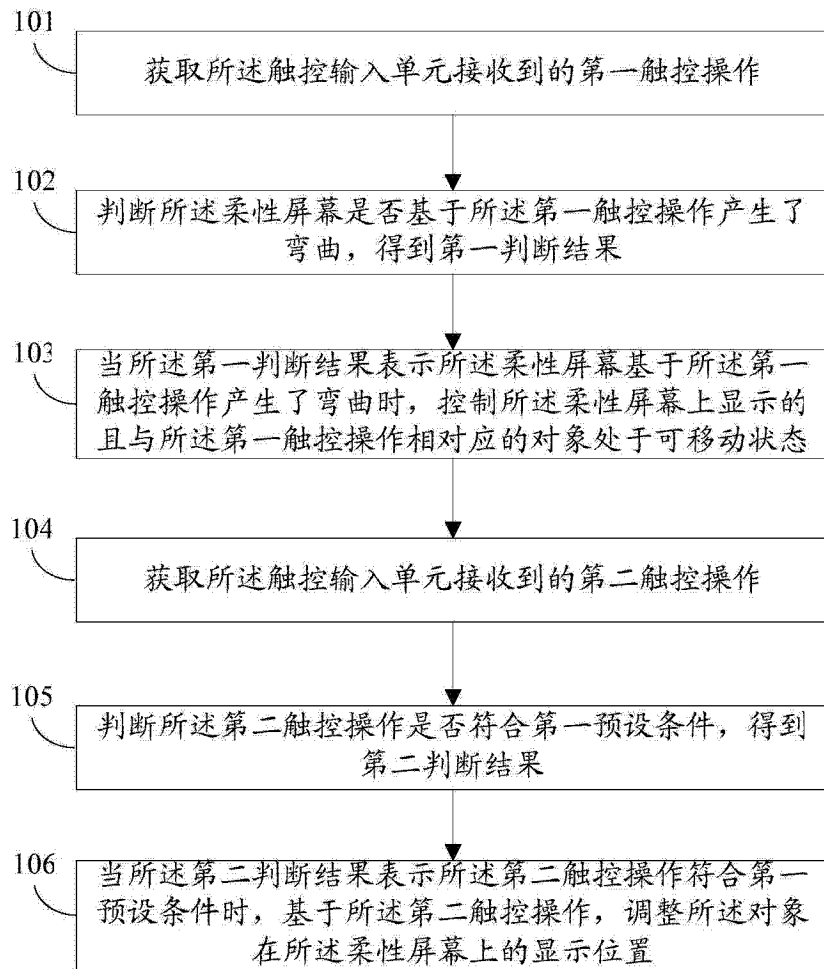 101
获取所述触控输入单元接收到的第一触控操作
102
判断所述柔性屏幕是否基于所述第一触控操作产生了
弯曲，得到第一判断结果
103
当所述第一判断结果表示所述柔性屏幕基于所述第一
触控操作产生了弯曲时，控制所述柔性屏幕上显示的
且与所述第一触控操作相对应的对象处于可移动状态
104
获取所述触控输入单元接收到的第二触控操作
105
判断所述第二触控操作是否符合第一预设条件，得到
第二判断结果
106
当所述第二判断结果表示所述第二触控操作符合第一
预设条件时，基于所述第二触控操作，调整所述对象
在所述柔性屏幕上的显示位置